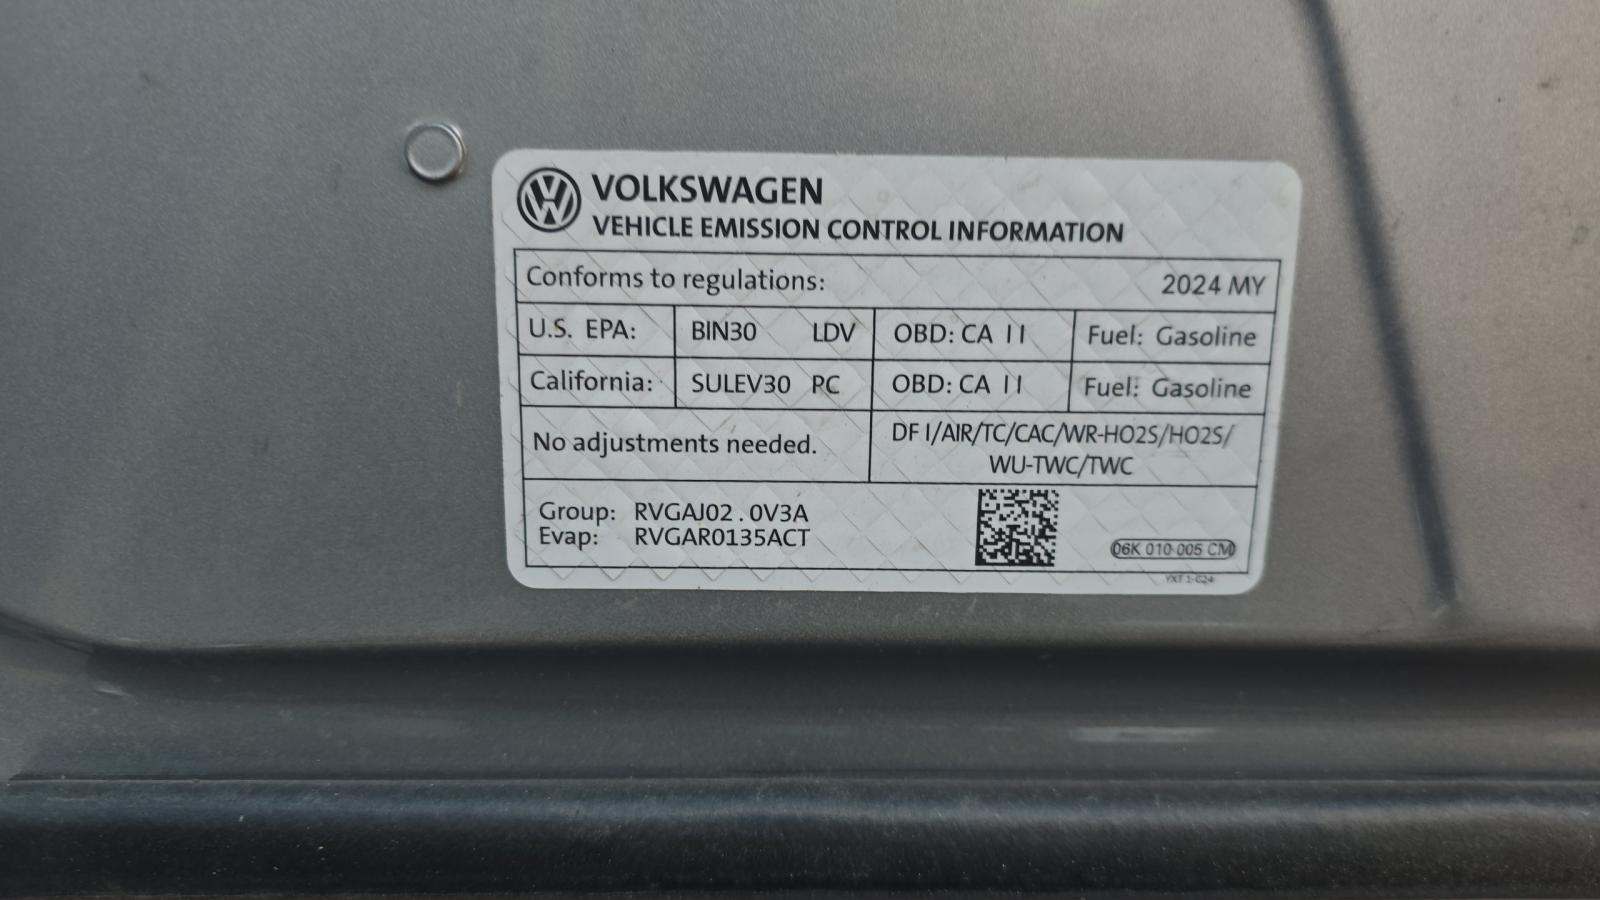 VOLKSWAGEN
VEHICLE EMISSION CONTROL INFORMATION
Conforms to regulations: 2024 MY
U.S. EPA: BIN30 LDV OBD: CA II Fuel: Gasoline
California: SULEV30 PC OBD: CA II Fuel: Gasoline
No adjustments needed.
DFI/AIR/TC/CAC/WR-HO2S/HO2S/
WU-TWC/TWC
Group: RVGAJ02.0V3A
Evap: RVGAR0135ACT
06K 010 005 CM